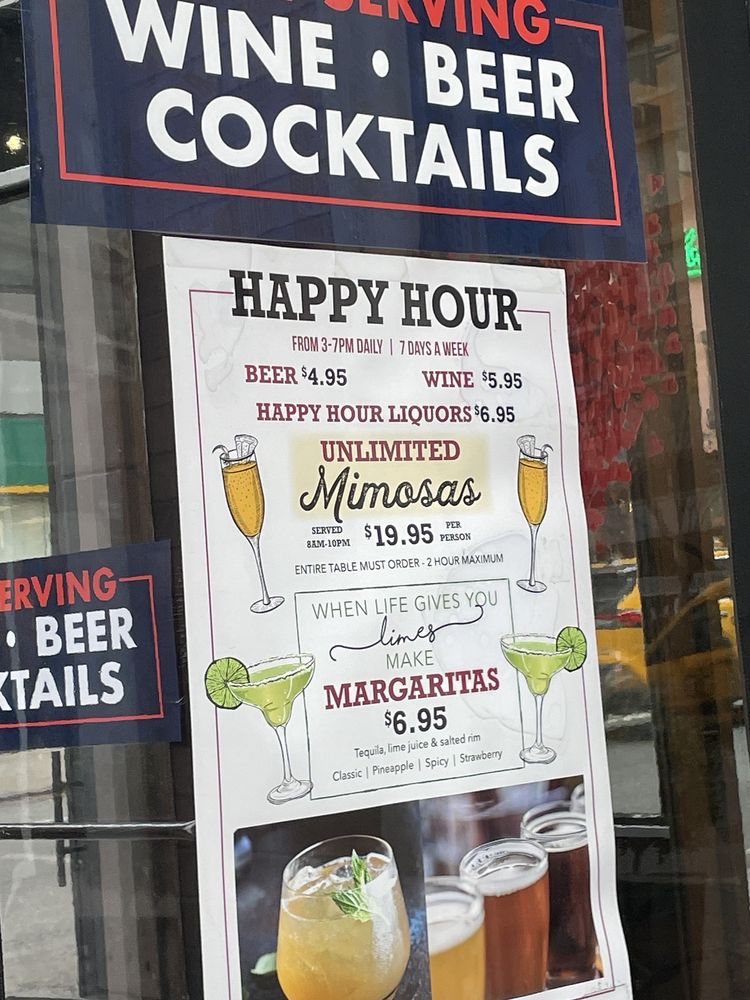 SERVING
WINE • BEER
COCKTAILS
HAPPY HOUR
FROM 3-7PM DAILY | 7 DAYS A WEEK
BEER $4.95 WINE $5.95
HAPPY HOUR LIQUORS $6.95
UNLIMITED
Mimosas
SERVED 8AM-10PM $19.95 PER PERSON
ENTIRE TABLE MUST ORDER - 2 HOUR MAXIMUM
WHEN LIFE GIVES YOU
limes
MAKE
MARGARITAS
$6.95
Tequila, lime juice & salted rim
Classic | Pineapple | Spicy | Strawberry
ERVING
• BEER
KTAILS